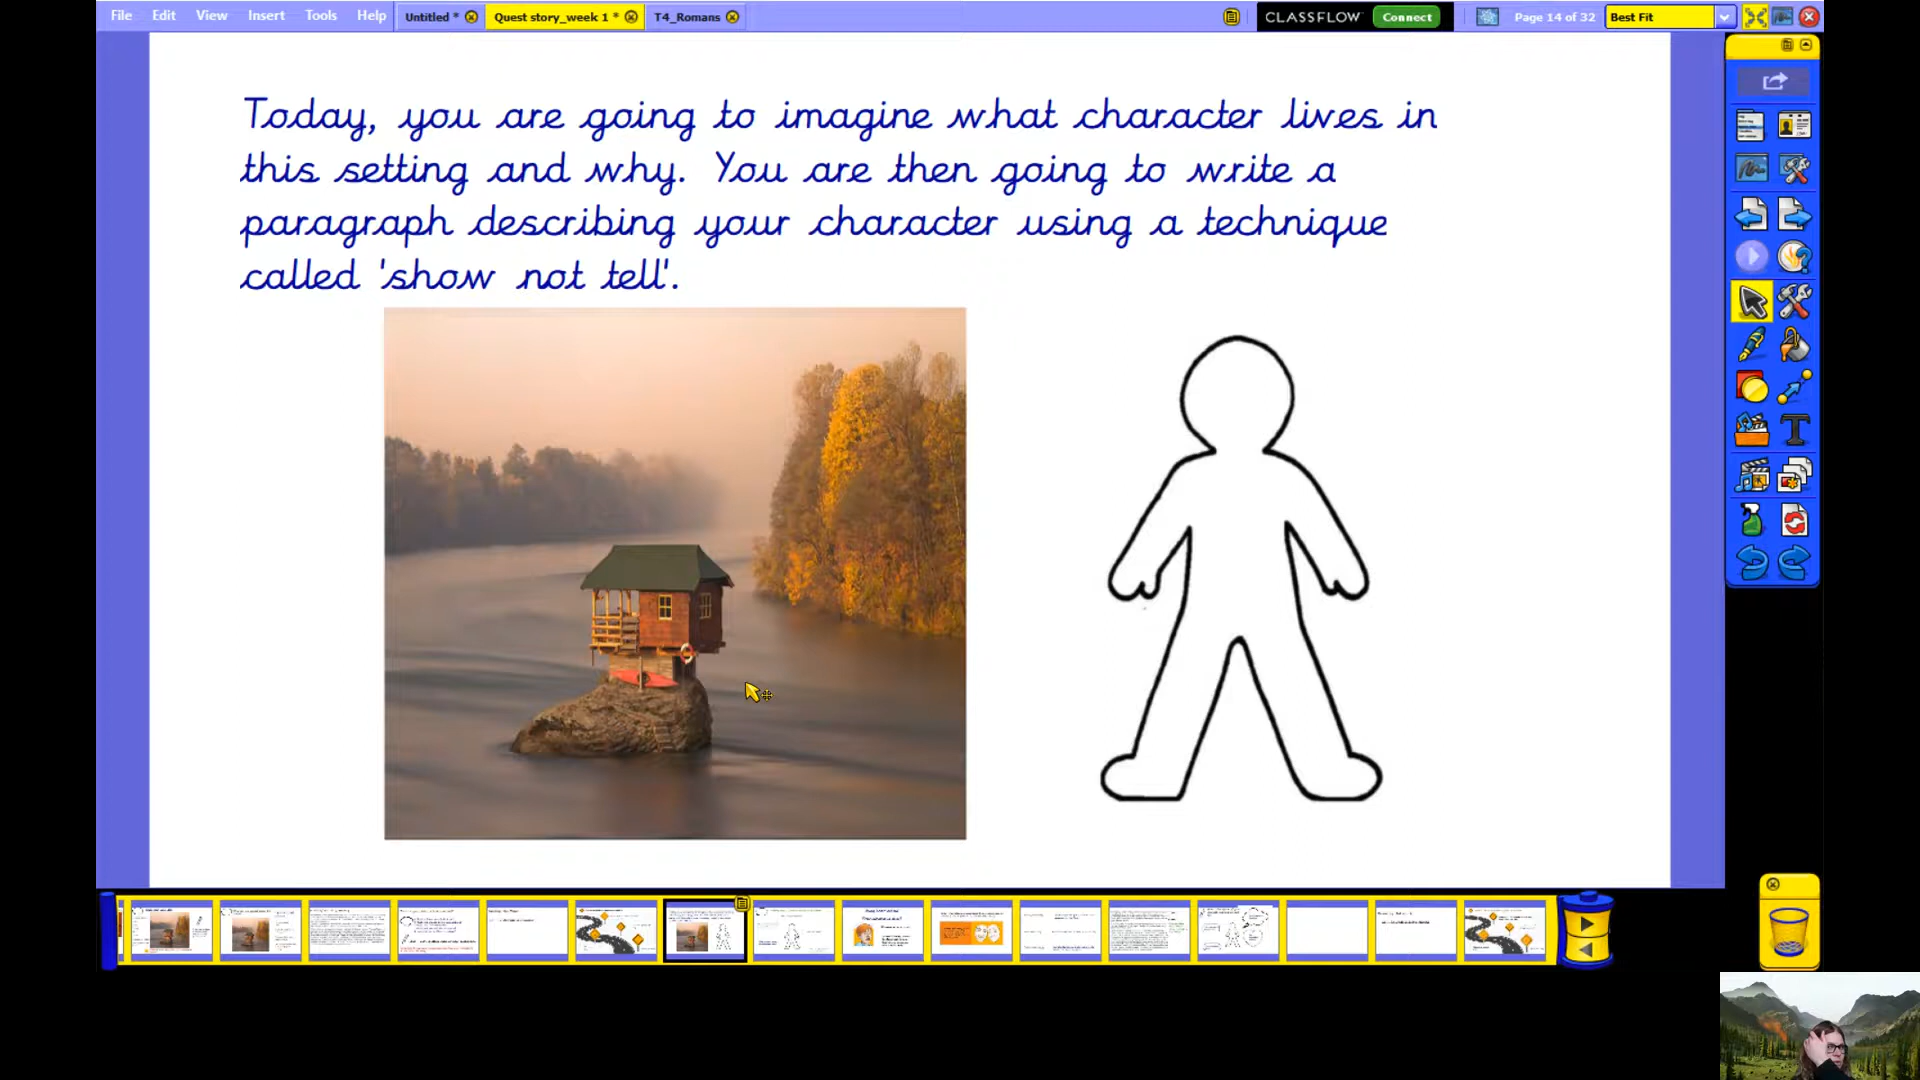 File Edit View Insert Tools Help Untitled * Quest story_week 1 * T4_Romans CLASSFLOW Connect Page 14 of 32 Best Fit
Today, you are going to imagine what character lives in
this setting and why. You are then going to write a
paragraph describing your character using a technique
called 'show not tell'.